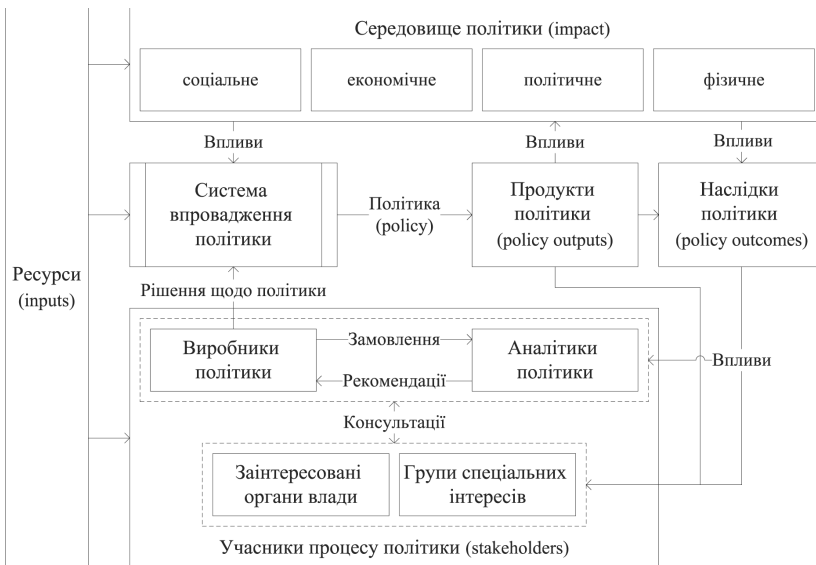 Середовище політики (impact)
соціальне
економічне
політичне
фізичне
Впливи
Впливи
Впливи
Система
впровадження
політики
Політика
(policy)
Продукти
політики
(policy outputs)
Наслідки
політики
(policy outcomes)
Ресурси
(inputs)
Рішення щодо політики
Виробники
політики
Замовлення
Рекомендації
Аналітики
політики
Впливи
Консультації
Заінтересовані
органи влади
Групи спеціальних
інтересів
Учасники процесу політики (stakeholders)